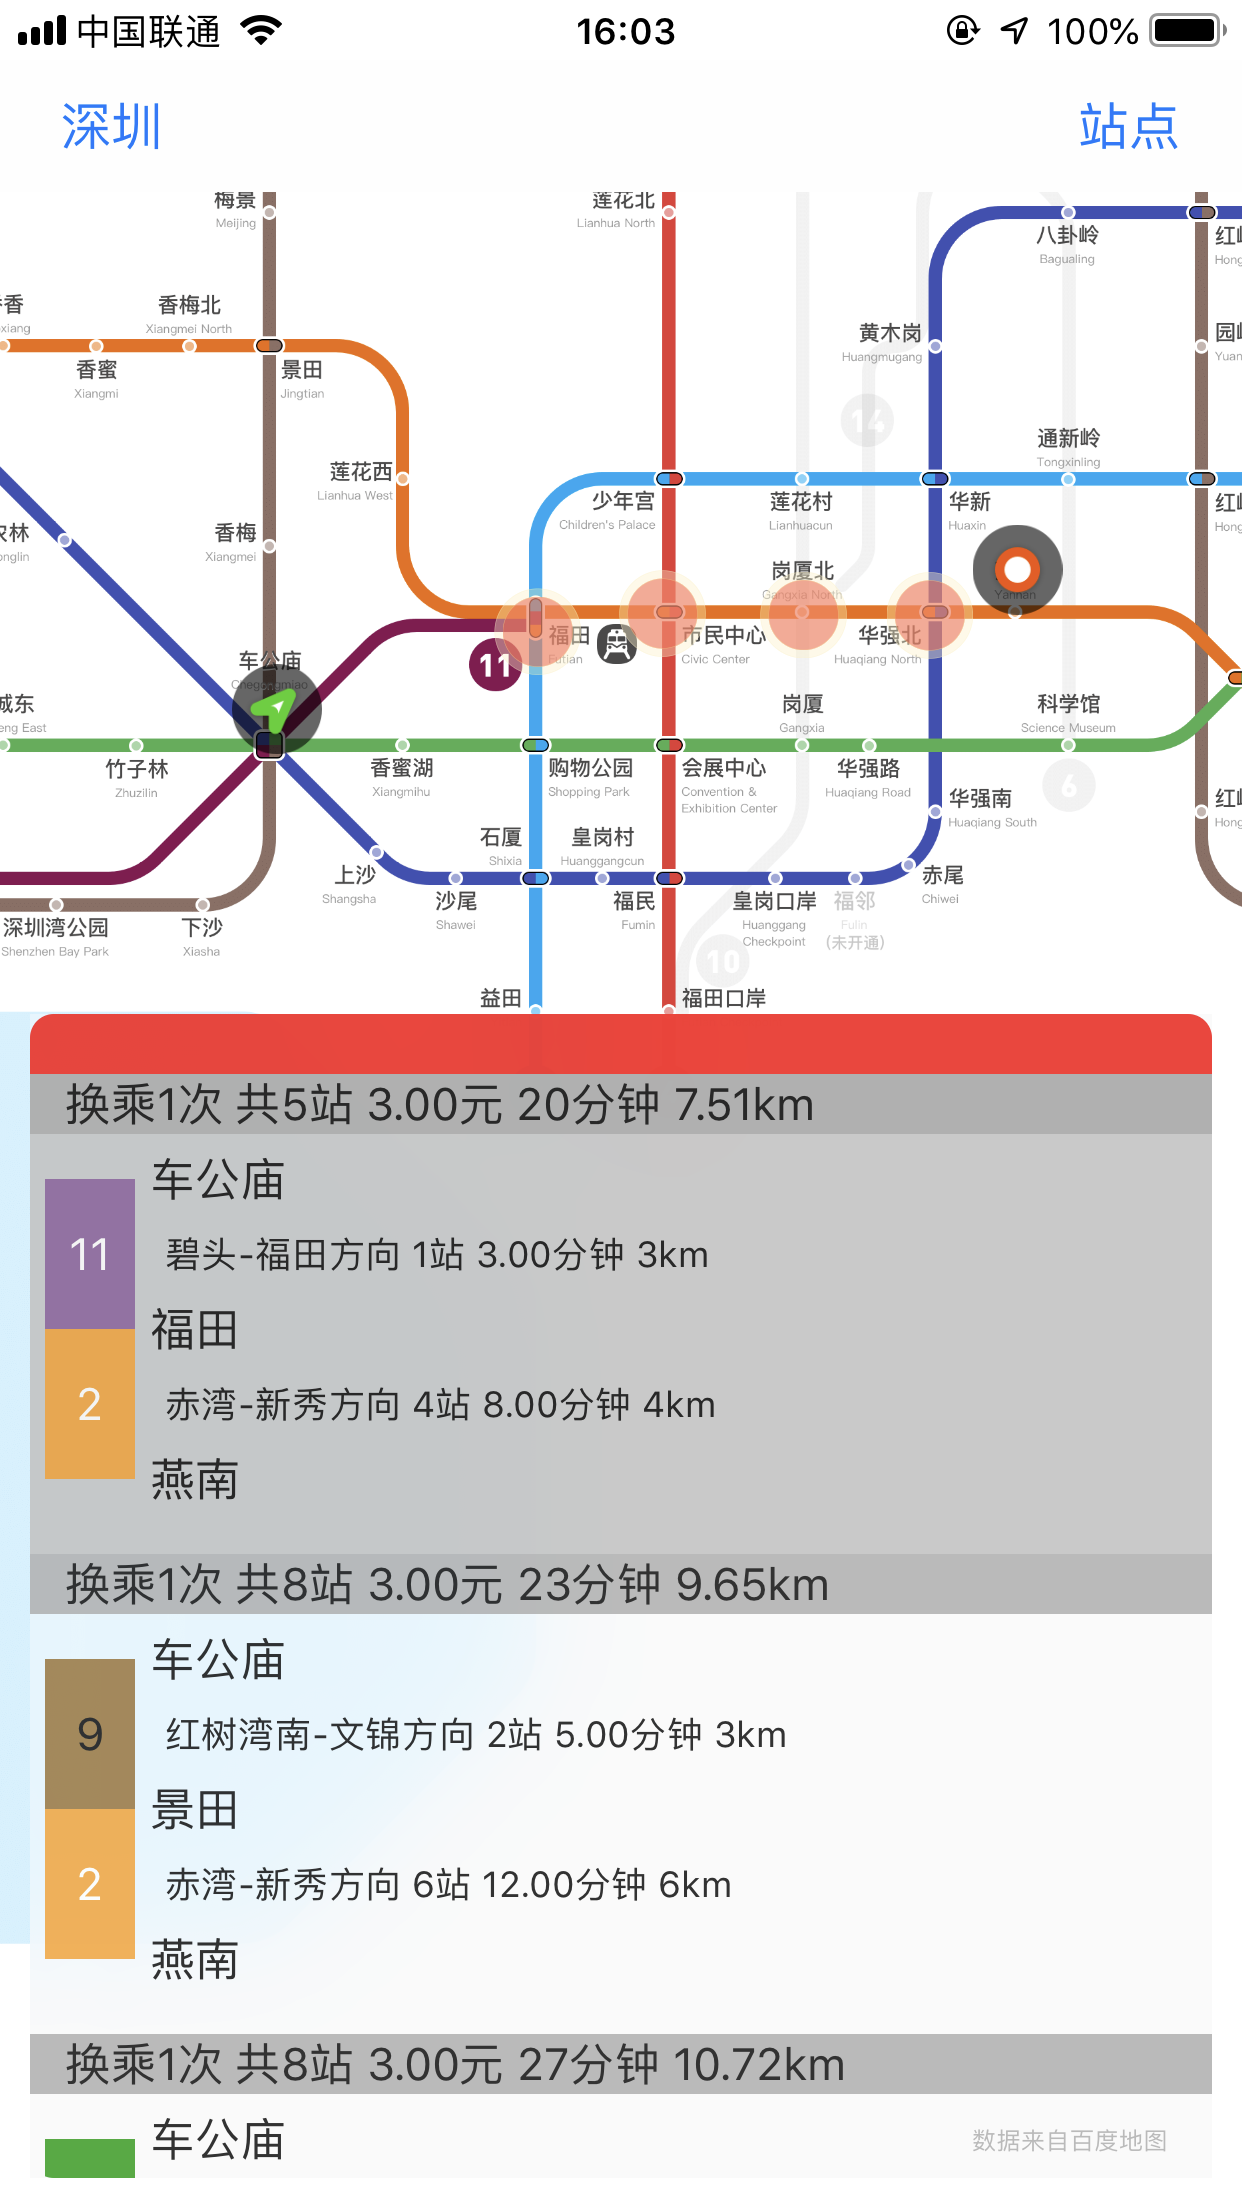 中国联通
16:03
100%
深圳
站点
梅景
Meijing
莲花北
Lianhua North
八卦岭
Bagualing
香梅北
Xiangmei North
香蜜
Xiangmi
景田
Jingtian
黄木岗
Huangmugang
14
莲花西
Lianhua West
通新岭
Tongxinling
少年宫
Children's Palace
莲花村
Lianhuacun
华新
Huaxin
香梅
Xiangmei
岗厦北
Gangxia North
Yannan
11
福田
Futian
市民中心
Civic Center
华强北
Huaqiang North
车公庙
Chegongmiao
城东
eng East
竹子林
Zhuzilin
香蜜湖
Xiangmihu
购物公园
Shopping Park
会展中心
Convention &
Exhibition Center
岗厦
Gangxia
华强路
Huaqiang Road
科学馆
Science Museum
6
华强南
Huaqiang South
石厦
Shixia
皇岗村
Huanggangcun
上沙
Shangsha
沙尾
Shawei
福民
Fumin
皇岗口岸
Huanggang
Checkpoint
福邻
Fulin
(未开通)
赤尾
Chiwei
深圳湾公园
Shenzhen Bay Park
下沙
Xiasha
10
益田
福田口岸
换乘1次 共5站 3.00元 20分钟 7.51km
车公庙
11
碧头-福田方向 1站 3.00分钟 3km
福田
2
赤湾-新秀方向 4站 8.00分钟 4km
燕南
换乘1次 共8站 3.00元 23分钟 9.65km
车公庙
9
红树湾南-文锦方向 2站 5.00分钟 3km
景田
2
赤湾-新秀方向 6站 12.00分钟 6km
燕南
换乘1次 共8站 3.00元 27分钟 10.72km
车公庙
数据来自百度地图